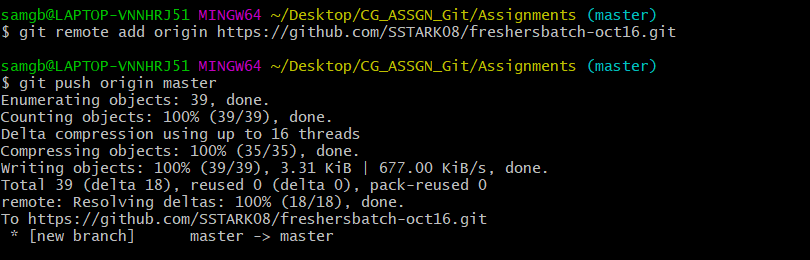 samgb@LAPTOP-VNNHRJ51 MINGW64 ~/Desktop/CG_ASSGN_Git/Assignments (master)
$ git remote add origin https://github.com/SSTARK08/freshersbatch-oct16.git
samgb@LAPTOP-VNNHRJ51 MINGW64 ~/Desktop/CG_ASSGN_Git/Assignments (master)
$ git push origin master
Enumerating objects: 39, done.
Counting objects: 100% (39/39), done.
Delta compression using up to 16 threads
Compressing objects: 100% (35/35), done.
Writing objects: 100% (39/39), 3.31 KiB | 677.00 KiB/s, done.
Total 39 (delta 18), reused 0 (delta 0), pack-reused 0
remote: Resolving deltas: 100% (18/18), done.
To https://github.com/SSTARK08/freshersbatch-oct16.git
 * [new branch]      master -> master